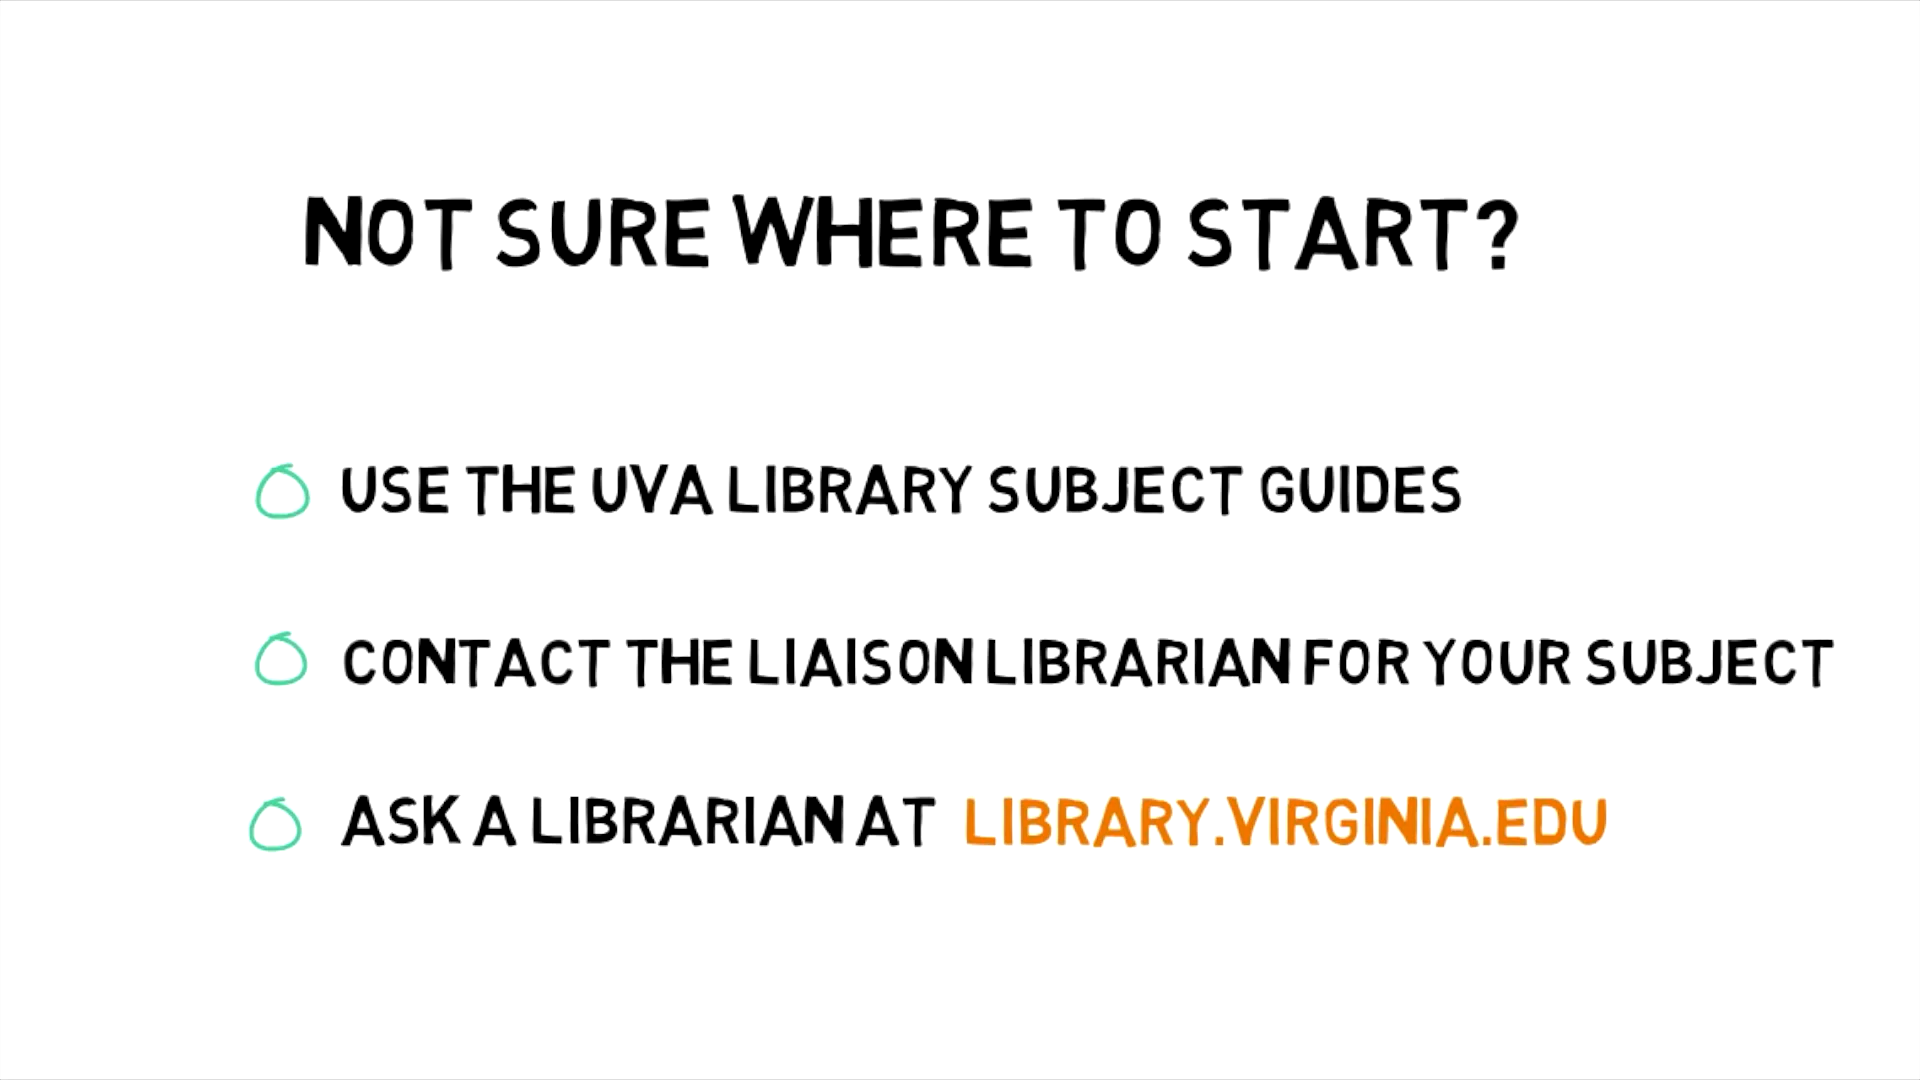 NOT SURE WHERE TO START?
USE THE UVA LIBRARY SUBJECT GUIDES
CONTACT THE LIAISON LIBRARIAN FOR YOUR SUBJECT
ASK A LIBRARIAN AT LIBRARY.VIRGINIA.EDU